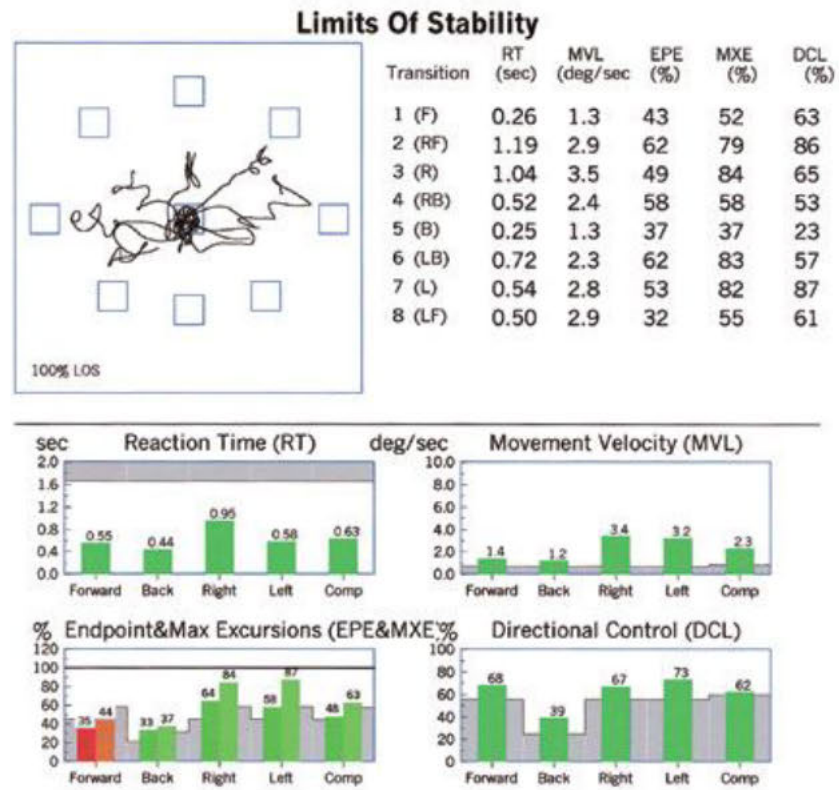 Limits Of Stability
Transition RT (sec) MVL (deg/sec EPE (%) MXE (%) DCL (%)
1 (F) 0.26 1.3 43 52 63
2 (RF) 1.19 2.9 62 79 86
3 (R) 1.04 3.5 49 84 65
4 (RB) 0.52 2.4 58 58 53
5 (B) 0.25 1.3 37 37 23
6 (LB) 0.72 2.3 62 83 57
7 (L) 0.54 2.8 53 82 87
8 (LF) 0.50 2.9 32 55 61
100% LOS
sec Reaction Time (RT)
2.0
1.6
1.2
0.8
0.4
0.0
0.55 0.44 0.95 0.58 0.63
Forward Back Right Left Comp
deg/sec Movement Velocity (MVL)
10.0
8.0
6.0
4.0
2.0
0.0
1.4 1.2 3.4 3.2 2.3
Forward Back Right Left Comp
% Endpoint&Max Excursions (EPE&MXE)
120
100
80
60
40
20
0
35 44 33 37 64 84 58 87 48 63
Forward Back Right Left Comp
% Directional Control (DCL)
100
80
60
40
20
0
68 39 67 73 62
Forward Back Right Left Comp